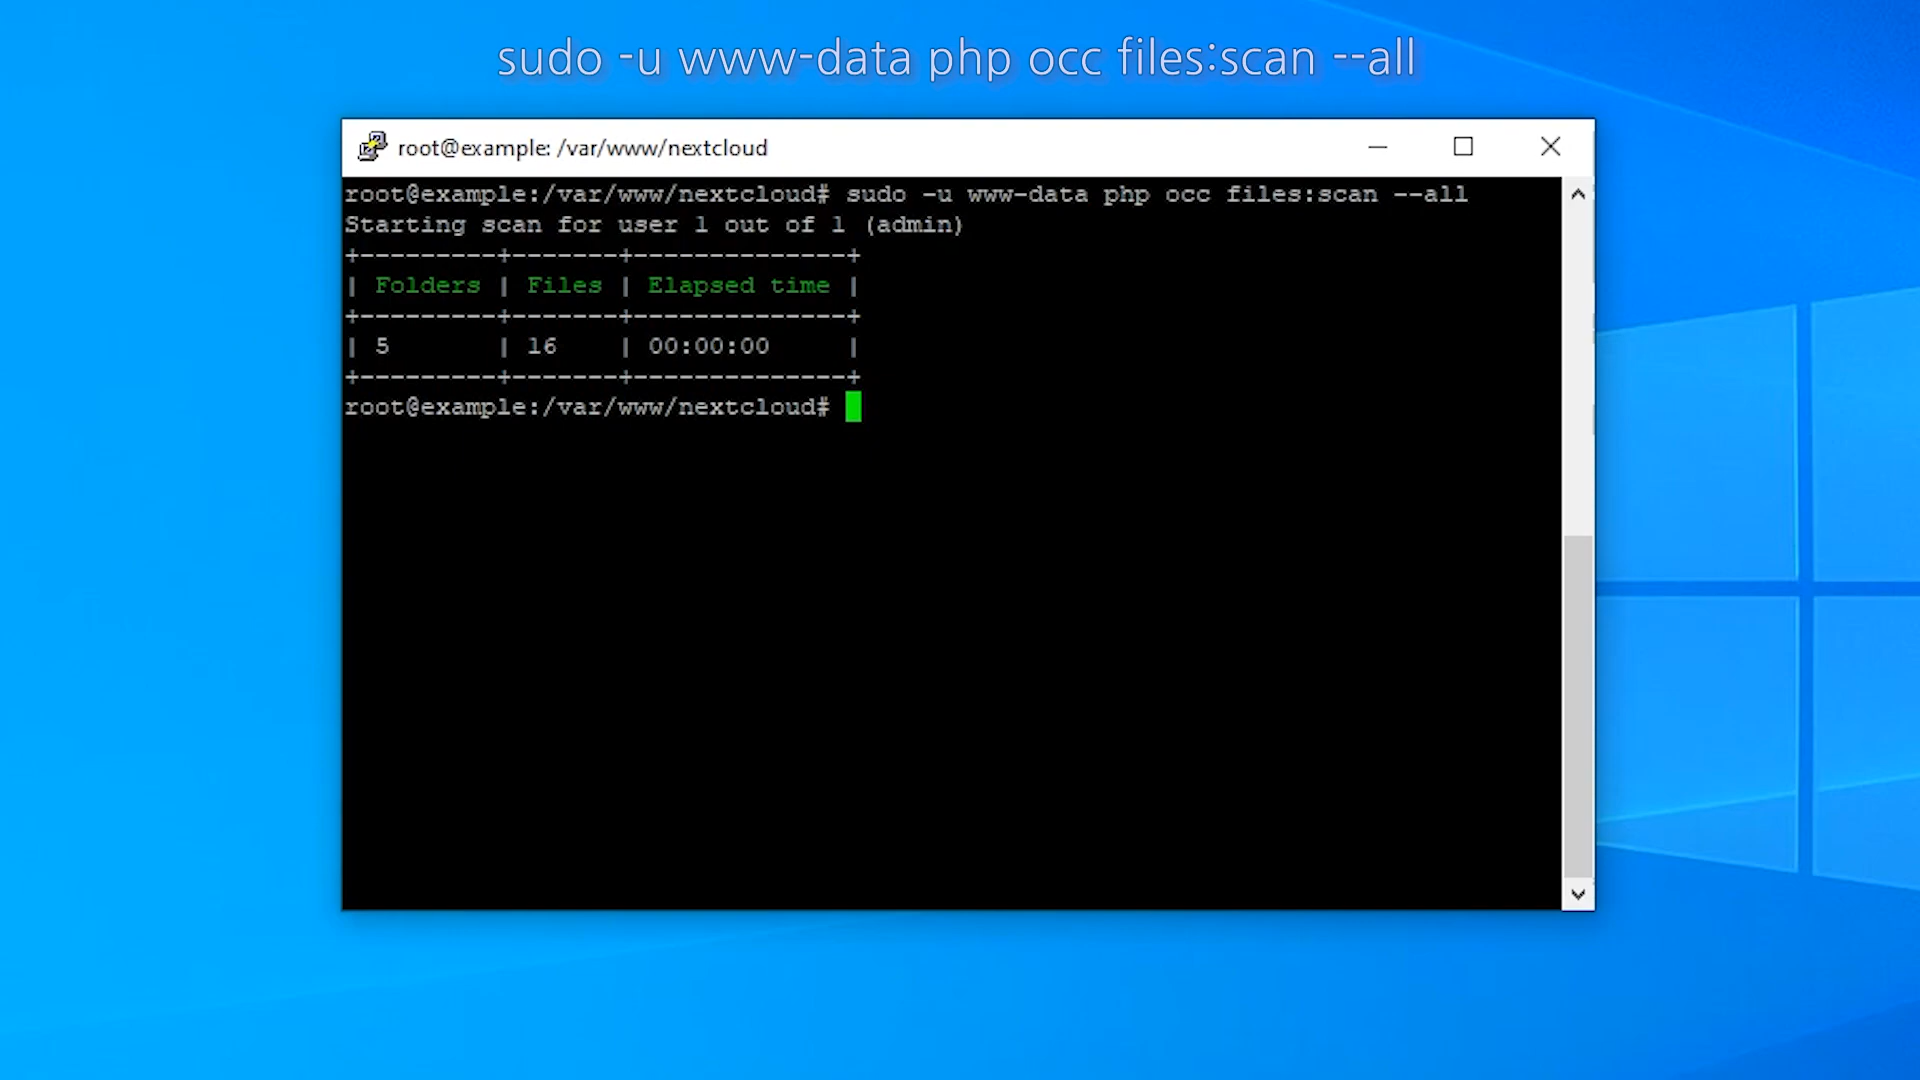 sudo -u www-data php occ files:scan --all
root@example: /var/www/nextcloud
root@example:/var/www/nextcloud# sudo -u www-data php occ files:scan --all
Starting scan for user 1 out of 1 (admin)
+---------+-------+--------------+
| Folders | Files | Elapsed time |
+---------+-------+--------------+
| 5       | 16    | 00:00:00     |
+---------+-------+--------------+
root@example:/var/www/nextcloud#